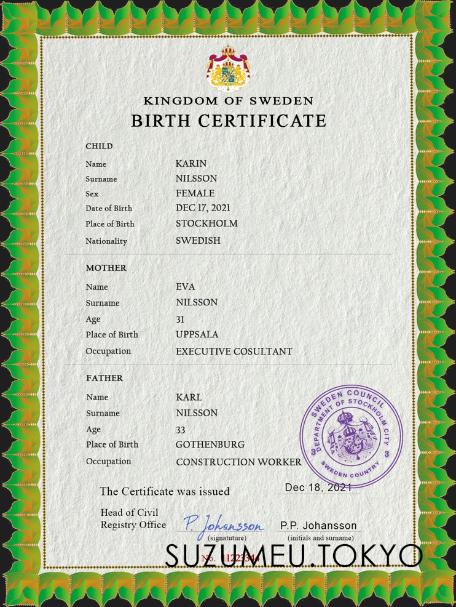 KINGDOM OF SWEDEN
BIRTH CERTIFICATE
CHILD
Name KARIN
Surname NILSSON
Sex FEMALE
Date of Birth DEC 17, 2021
Place of Birth STOCKHOLM
Nationality SWEDISH
MOTHER
Name EVA
Surname NILSSON
Age 31
Place of Birth UPPSALA
Occupation EXECUTIVE COSULTANT
FATHER
Name KARL
Surname NILSSON
Age 33
Place of Birth GOTHENBURG
Occupation CONSTRUCTION WORKER
SWEDEN COUNCIL
DEPARTMENT OF STOCKHOLM CITY
SWEDEN COUNTRY
The Certificate was issued Dec 18, 2021
Head of Civil
Registry Office P. Johansson P.P. Johansson
(signature) (initials and surname)
SUZUMEU.TOKYO